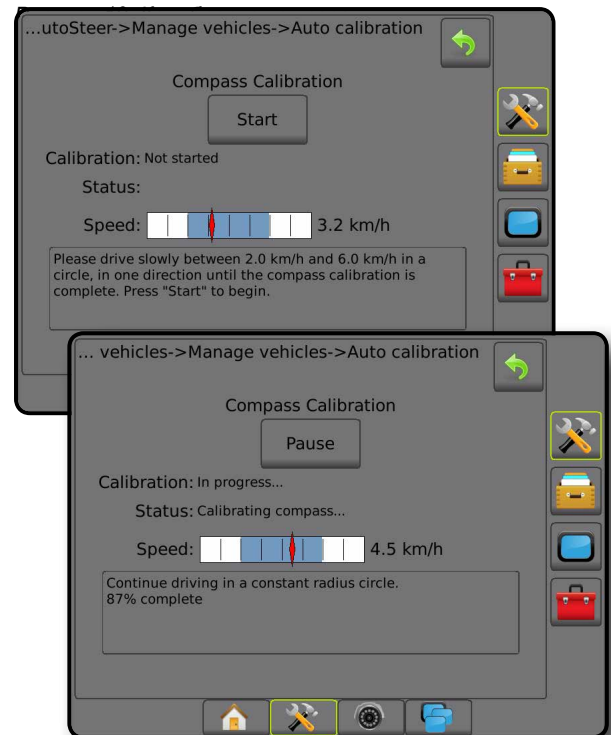 ...utoSteer->Manage vehicles->Auto calibration
Compass Calibration
Start
Calibration: Not started
Status:
Speed: 3.2 km/h
Please drive slowly between 2.0 km/h and 6.0 km/h in a
circle, in one direction until the compass calibration is
complete. Press "Start" to begin.
... vehicles->Manage vehicles->Auto calibration
Compass Calibration
Pause
Calibration: In progress...
Status: Calibrating compass...
Speed: 4.5 km/h
Continue driving in a constant radius circle.
87% complete